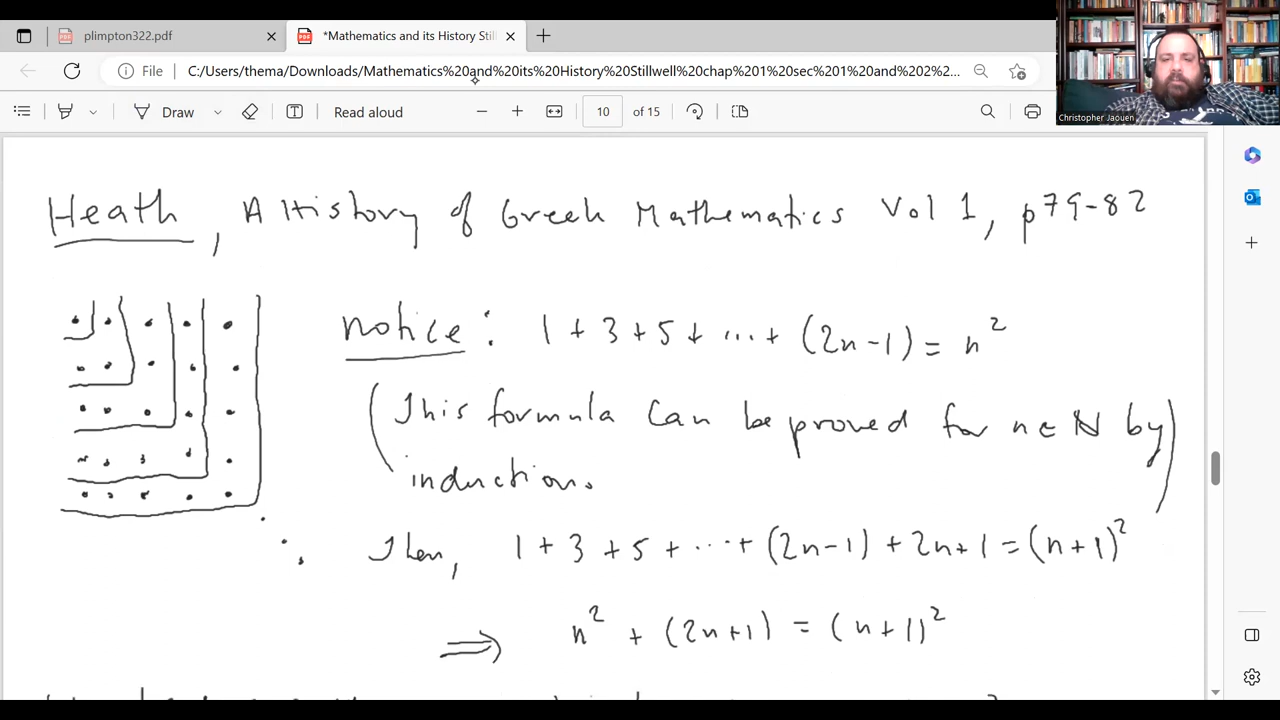 plimpton322.pdf
*Mathematics and its History Stil
File
C:/Users/thema/Downloads/Mathematics%20and%20its%20History%20Stillwell%20chap%201%20sec%201%20and%202%2...
Draw
Read aloud
10 of 15
Christopher Jaouen
Heath, A History of Greek Mathematics Vol 1, p79-82
notice: 1 + 3 + 5 + ... + (2n-1) = n²
(This formula can be proved for n ∈ ℕ by
induction.)
Then, 1 + 3 + 5 + ... + (2n-1) + 2n+1 = (n+1)²
⇒ n² + (2n+1) = (n+1)²